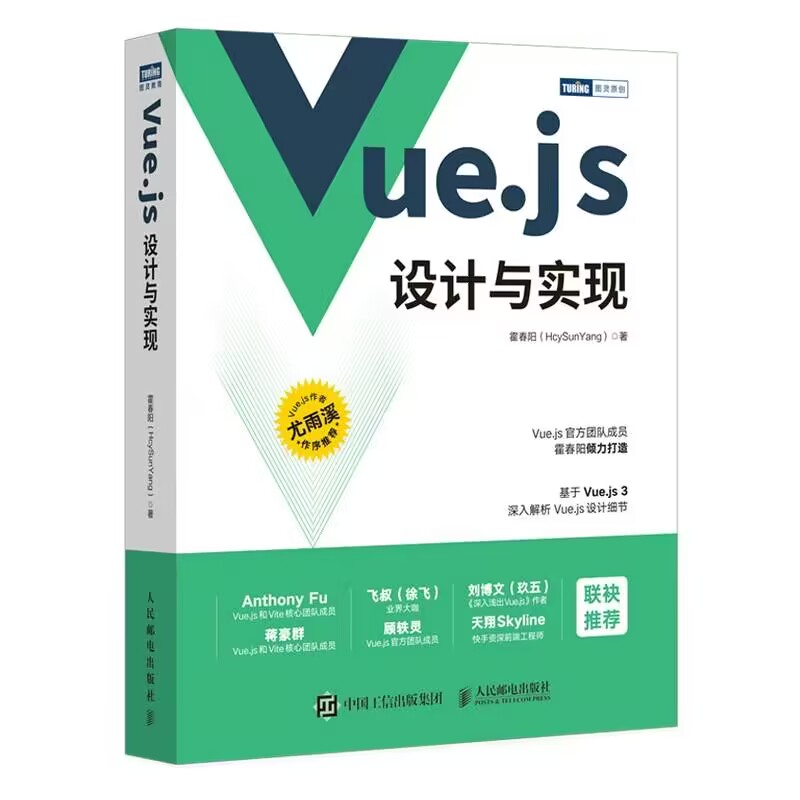 TURING
图灵教育
Vue.js
设计与实现
霍春阳(HcySunYang)◎著
人民邮电出版社
TURING 图灵原创
Vue.js
设计与实现
霍春阳(HcySunYang)◎著
Vue.js作者
尤雨溪
作序推荐
Vue.js 官方团队成员
霍春阳倾力打造
基于 Vue.js 3
深入解析 Vue.js 设计细节
Anthony Fu
Vue.js 和 Vite 核心团队成员
蒋豪群
Vue.js 和 Vite 核心团队成员
飞叔(徐飞)
业界大咖
顾轶灵
Vue.js 官方团队成员
刘博文(玖五)
《深入浅出Vue.js》作者
天翔Skyline
快手资深前端工程师
联袂
推荐
中国工信出版集团
人民邮电出版社
POSTS & TELECOM PRESS